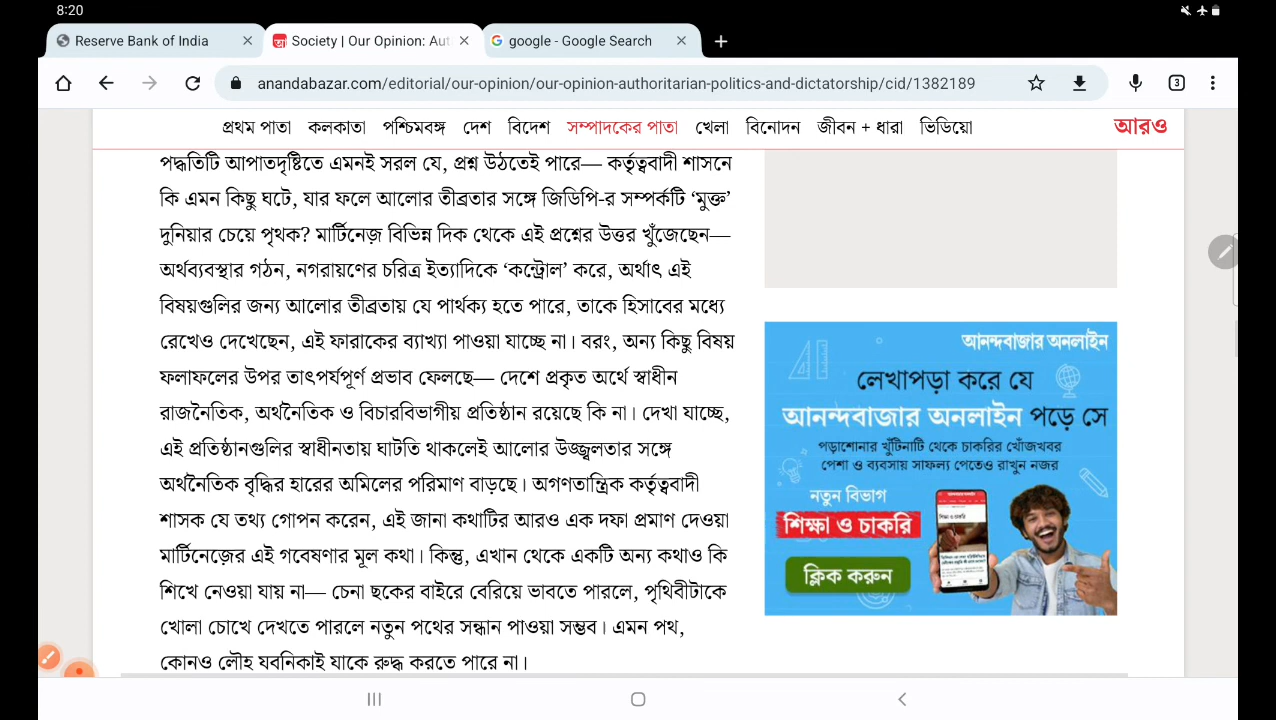 8:20
Reserve Bank of India
Society | Our Opinion: Aut
google - Google Search
anandabazar.com/editorial/our-opinion/our-opinion-authoritarian-politics-and-dictatorship/cid/1382189
3
প্রথম পাতা কলকাতা পশ্চিমবঙ্গ দেশ বিদেশ সম্পাদকের পাতা খেলা বিনোদন জীবন + ধারা ভিডিয়ো আরও
পদ্ধতিটি আপাতদৃষ্টিতে এমনই সরল যে, প্রশ্ন উঠতেই পারে— কর্তৃত্ববাদী শাসনে
কি এমন কিছু ঘটে, যার ফলে আলোর তীব্রতার সঙ্গে জিডিপি-র সম্পর্কটি ‘মুক্ত’
দুনিয়ার চেয়ে পৃথক? মার্টিনেজ় বিভিন্ন দিক থেকে এই প্রশ্নের উত্তর খুঁজেছেন—
অর্থব্যবস্থার গঠন, নগরায়ণের চরিত্র ইত্যাদিকে ‘কন্ট্রোল’ করে, অর্থাৎ এই
বিষয়গুলির জন্য আলোর তীব্রতায় যে পার্থক্য হতে পারে, তাকে হিসাবের মধ্যে
রেখেও দেখেছেন, এই ফারাকের ব্যাখ্যা পাওয়া যাচ্ছে না। বরং, অন্য কিছু বিষয়
ফলাফলের উপর তাৎপর্যপূর্ণ প্রভাব ফেলছে— দেশে প্রকৃত অর্থে স্বাধীন
রাজনৈতিক, অর্থনৈতিক ও বিচারবিভাগীয় প্রতিষ্ঠান রয়েছে কি না। দেখা যাচ্ছে,
এই প্রতিষ্ঠানগুলির স্বাধীনতায় ঘাটতি থাকলেই আলোর উজ্জ্বলতার সঙ্গে
অর্থনৈতিক বৃদ্ধির হারের অমিলের পরিমাণ বাড়ছে। অগণতান্ত্রিক কর্তৃত্ববাদী
শাসক যে তথ্য গোপন করেন, এই জানা কথাটির আরও এক দফা প্রমাণ দেওয়া
মার্টিনেজ়ের এই গবেষণার মূল কথা। কিন্তু, এখান থেকে একটি অন্য কথাও কি
শিখে নেওয়া যায় না— চেনা ছকের বাইরে বেরিয়ে ভাবতে পারলে, পৃথিবীটাকে
খোলা চোখে দেখতে পারলে নতুন পথের সন্ধান পাওয়া সম্ভব। এমন পথ,
কোনও লৌহ যবনিকাই যাকে রুদ্ধ করতে পারে না।
আনন্দবাজার অনলাইন
লেখাপড়া করে যে
আনন্দবাজার অনলাইন পড়ে সে
পড়াশোনার খুঁটিনাটি থেকে চাকরির খোঁজখবর
পেশা ও ব্যবসায় সাফল্য পেতেও রাখুন নজর
নতুন বিভাগ
শিক্ষা ও চাকরি
ক্লিক করুন